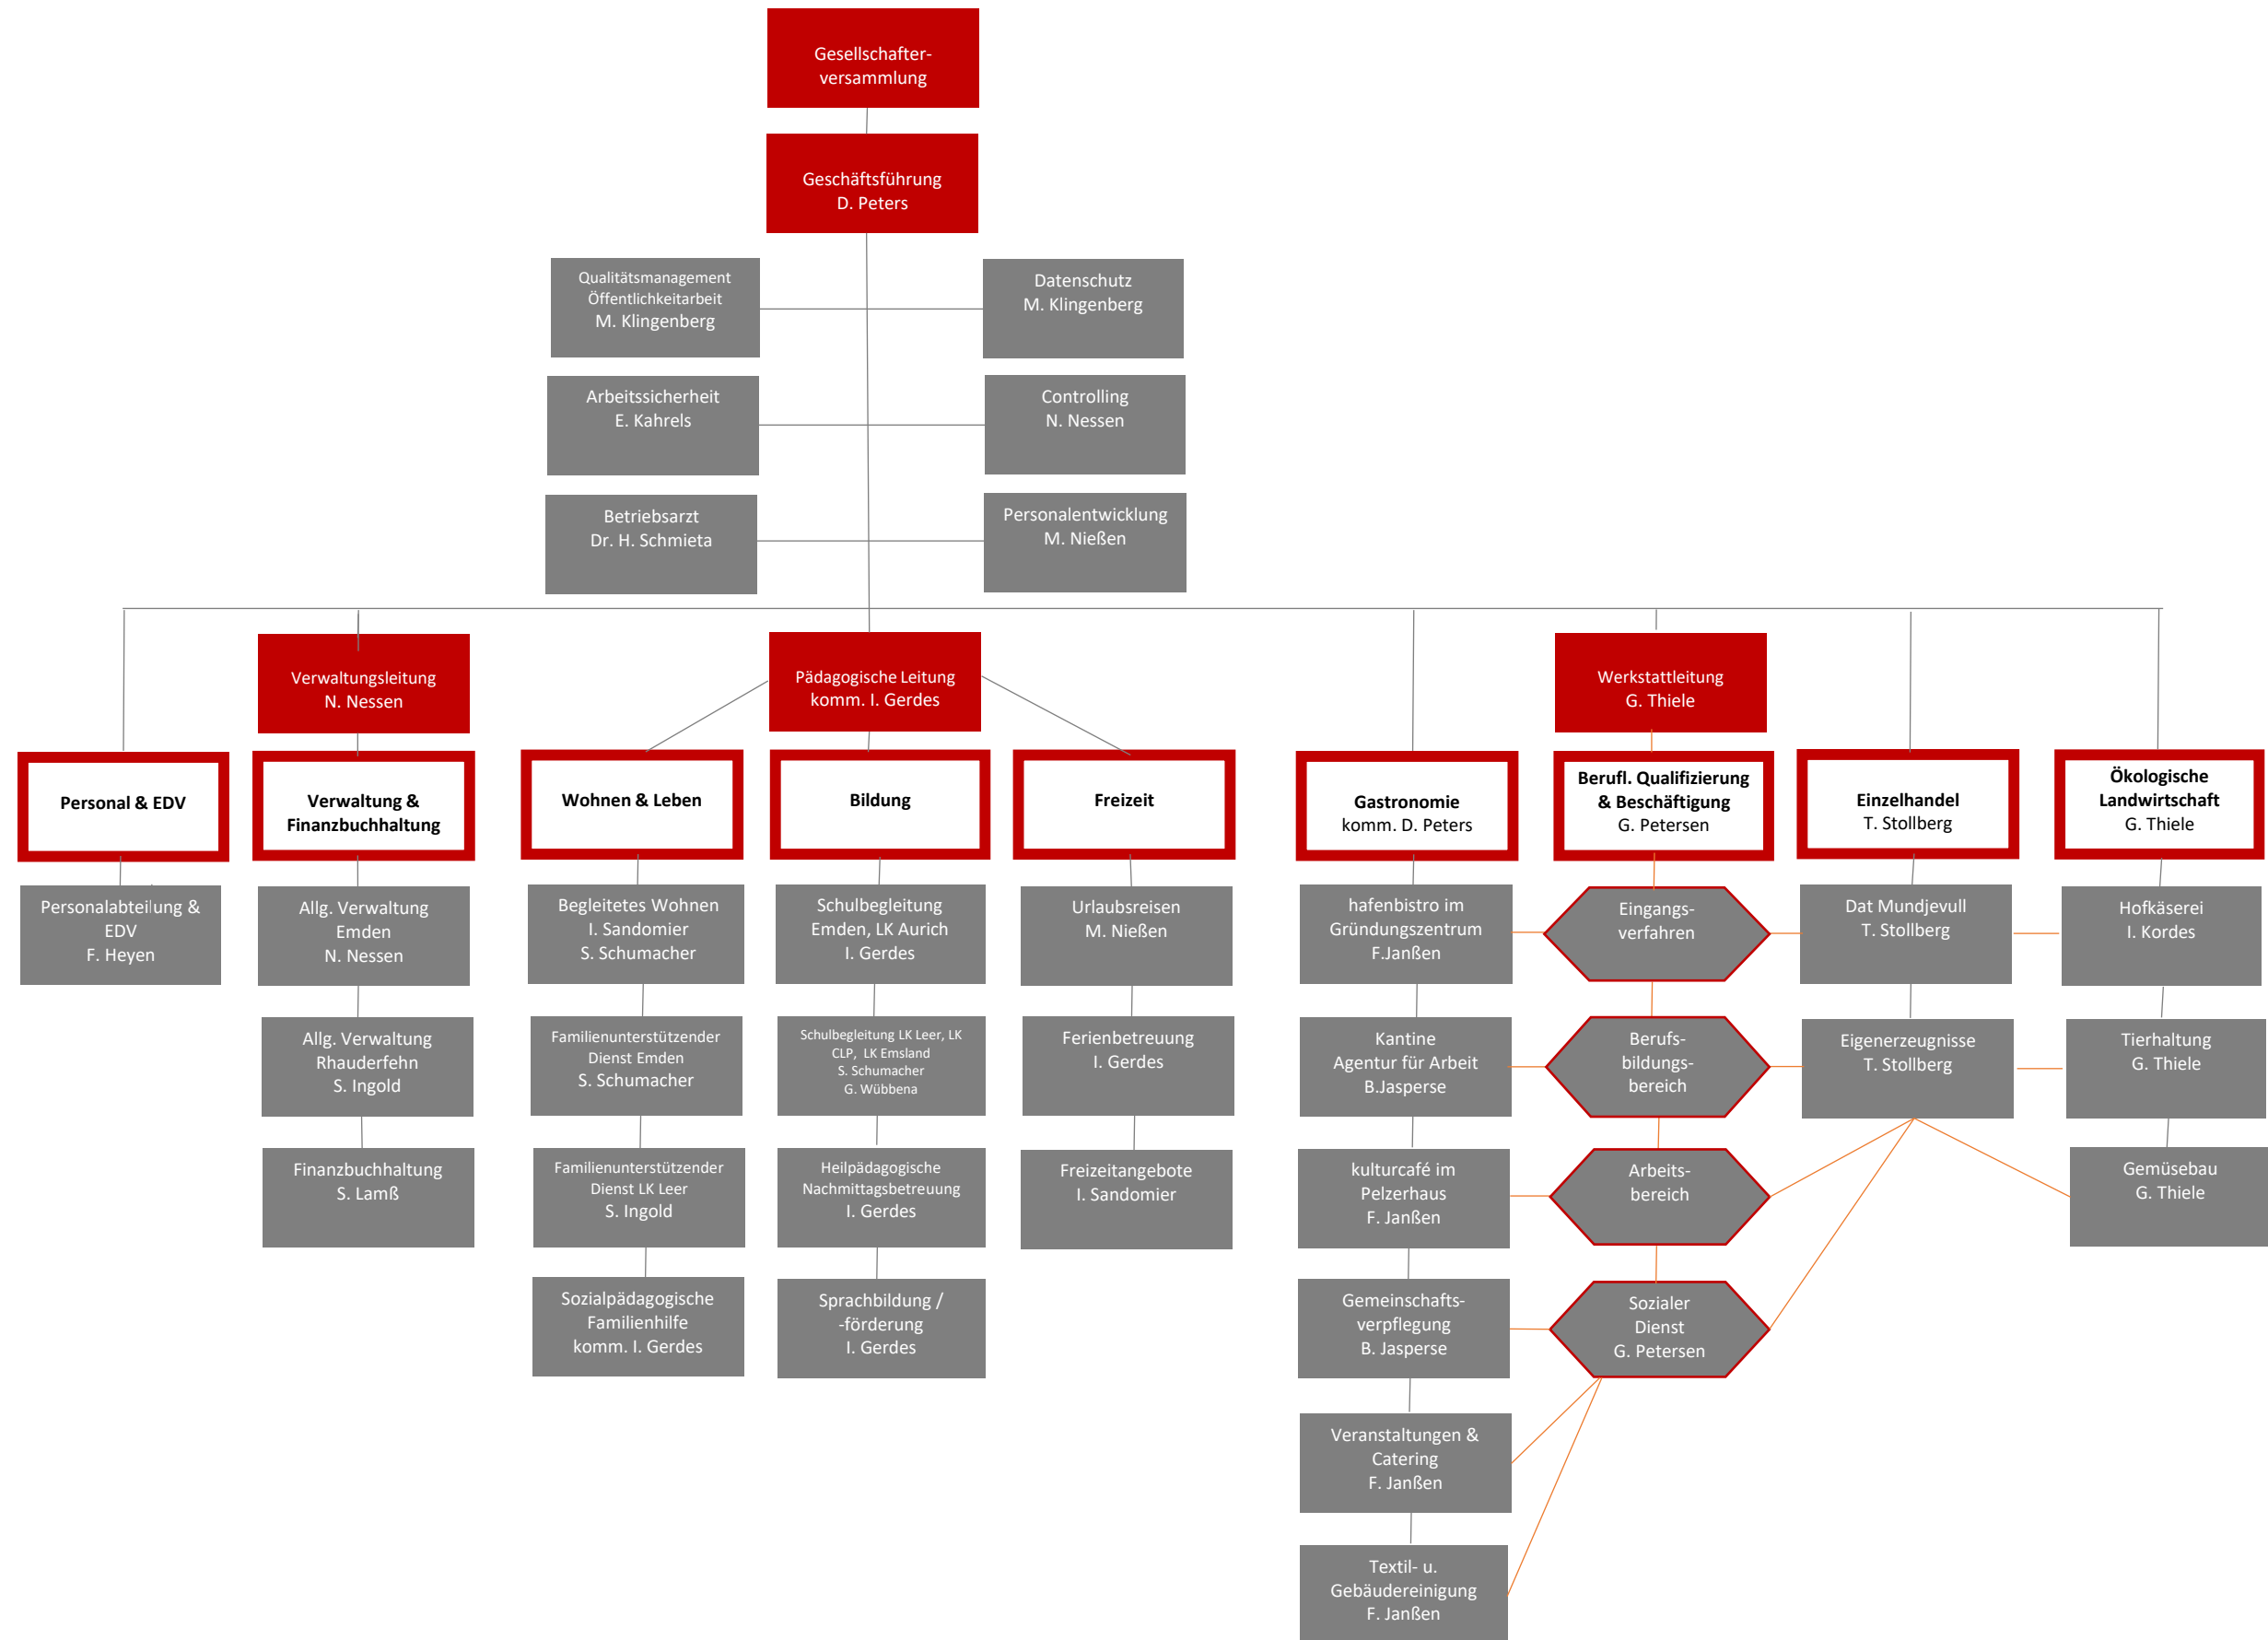 Gesellschafter-
versammlung
Geschäftsführung
D. Peters
Qualitätsmanagement
Öffentlichkeitarbeit
M. Klingenberg
Datenschutz
M. Klingenberg
Arbeitssicherheit
E. Kahrels
Controlling
N. Nessen
Betriebsarzt
Dr. H. Schmieta
Personalentwicklung
M. Nießen
Verwaltungsleitung
N. Nessen
Pädagogische Leitung
komm. I. Gerdes
Werkstattleitung
G. Thiele
Personal & EDV
Verwaltung &
Finanzbuchhaltung
Wohnen & Leben
Bildung
Freizeit
Gastronomie
komm. D. Peters
Berufl. Qualifizierung
& Beschäftigung
G. Petersen
Einzelhandel
T. Stollberg
Ökologische
Landwirtschaft
G. Thiele
Personalabteilung &
EDV
F. Heyen
Allg. Verwaltung
Emden
N. Nessen
Begleitetes Wohnen
I. Sandomier
S. Schumacher
Schulbegleitung
Emden, LK Aurich
I. Gerdes
Urlaubsreisen
M. Nießen
hafenbistro im
Gründungszentrum
F.Janßen
Eingangs-
verfahren
Dat Mundjevull
T. Stollberg
Hofkäserei
I. Kordes
Allg. Verwaltung
Rhauderfehn
S. Ingold
Familienunterstützender
Dienst Emden
S. Schumacher
Schulbegleitung LK Leer, LK
CLP, LK Emsland
S. Schumacher
G. Wübbena
Ferienbetreuung
I. Gerdes
Kantine
Agentur für Arbeit
B.Jasperse
Berufs-
bildungs-
bereich
Eigenerzeugnisse
T. Stollberg
Tierhaltung
G. Thiele
Finanzbuchhaltung
S. Lamß
Familienunterstützender
Dienst LK Leer
S. Ingold
Heilpädagogische
Nachmittagsbetreuung
I. Gerdes
Freizeitangebote
I. Sandomier
kulturcafé im
Pelzerhaus
F. Janßen
Arbeits-
bereich
Gemüsebau
G. Thiele
Sozialpädagogische
Familienhilfe
komm. I. Gerdes
Sprachbildung /
-förderung
I. Gerdes
Gemeinschafts-
verpflegung
B. Jasperse
Sozialer
Dienst
G. Petersen
Veranstaltungen &
Catering
F. Janßen
Textil- u.
Gebäudereinigung
F. Janßen